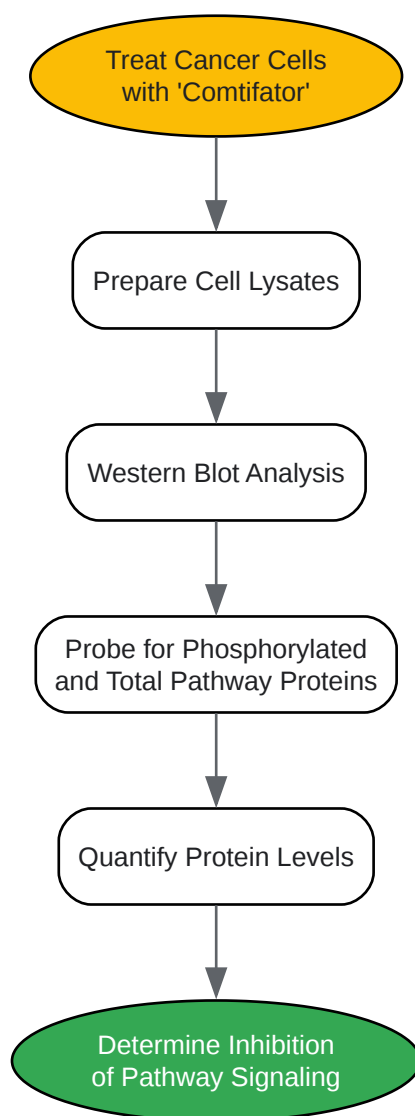 Treat Cancer Cells
with 'Comtifator'
Prepare Cell Lysates
Western Blot Analysis
Probe for Phosphorylated
and Total Pathway Proteins
Quantify Protein Levels
Determine Inhibition
of Pathway Signaling